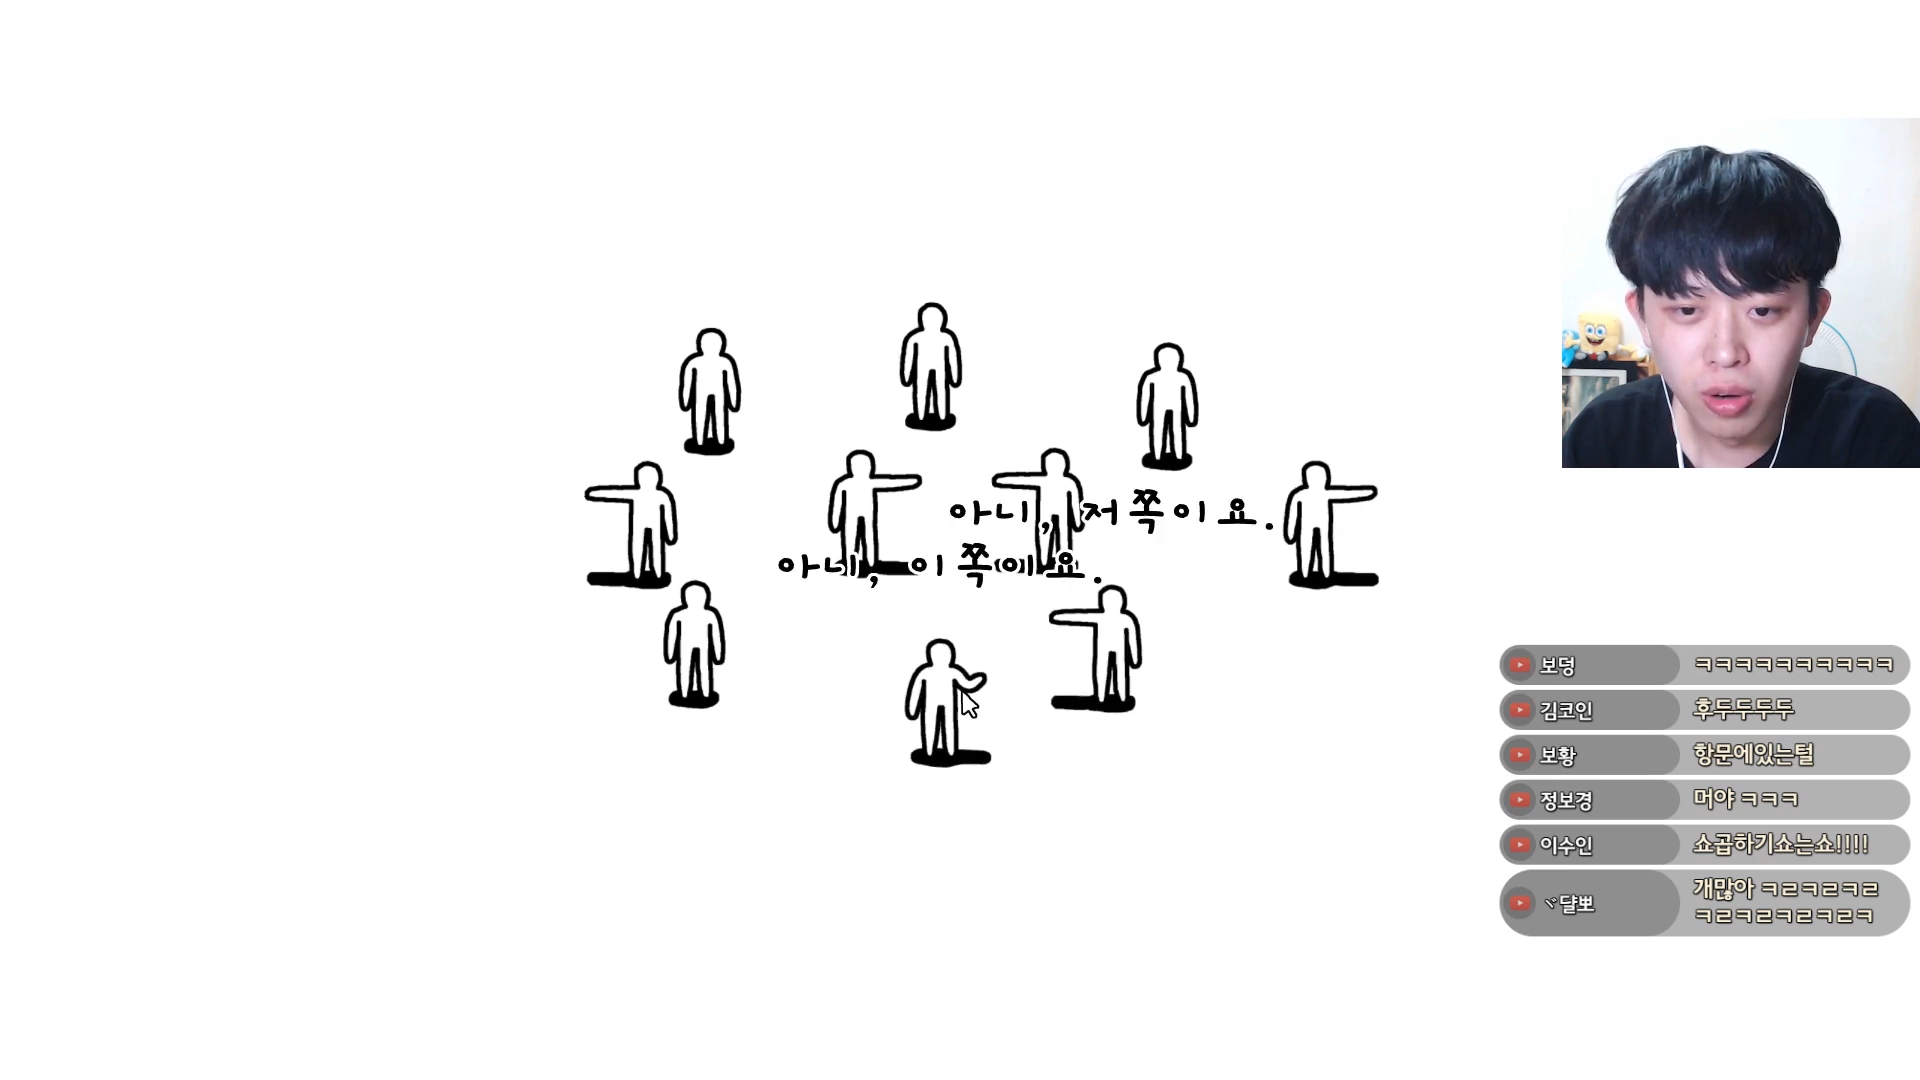 아니, 저쪽이요.
아네, 이쪽이요.
보덩 ㅋㅋㅋㅋㅋㅋㅋㅋㅋㅋ
김코인 후두두두두
보황 항문에있는털
정보경 머야 ㅋㅋㅋ
이수인 쇼곱하기쇼는쇼!!!!
ヾ댤뽀 개많아 ㅋㄹㅋㄹㅋㄹ
ㅋㄹㅋㄹㅋㄹㅋㄹㅋ